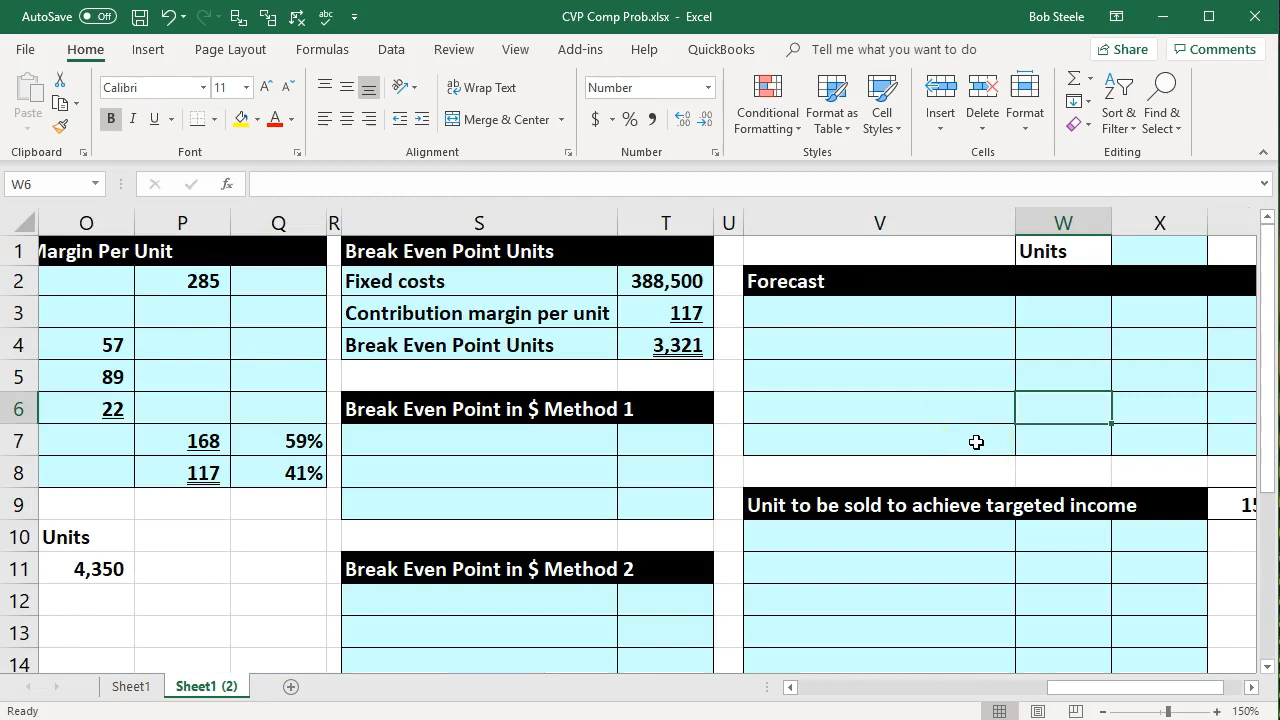 AutoSave Off CVP Comp Prob.xlsx - Excel Bob Steele
File Home Insert Page Layout Formulas Data Review View Add-ins Help QuickBooks Tell me what you want to do Share Comments
Paste
Calibri 11
B I U
Wrap Text
Merge & Center
Number
$ %
Conditional Formatting
Format as Table
Cell Styles
Insert Delete Format
Sort & Filter
Find & Select
Clipboard Font Alignment Number Styles Cells Editing
W6 fx
O P Q R S T U V W X
1 Margin Per Unit Break Even Point Units Units
2 285 Fixed costs 388,500 Forecast
3 Contribution margin per unit 117
4 57 Break Even Point Units 3,321
5 89
6 22 Break Even Point in $ Method 1
7 168 59%
8 117 41%
9 Unit to be sold to achieve targeted income
10 Units
11 4,350 Break Even Point in $ Method 2
12
13
14
Sheet1 Sheet1 (2)
Ready 150%